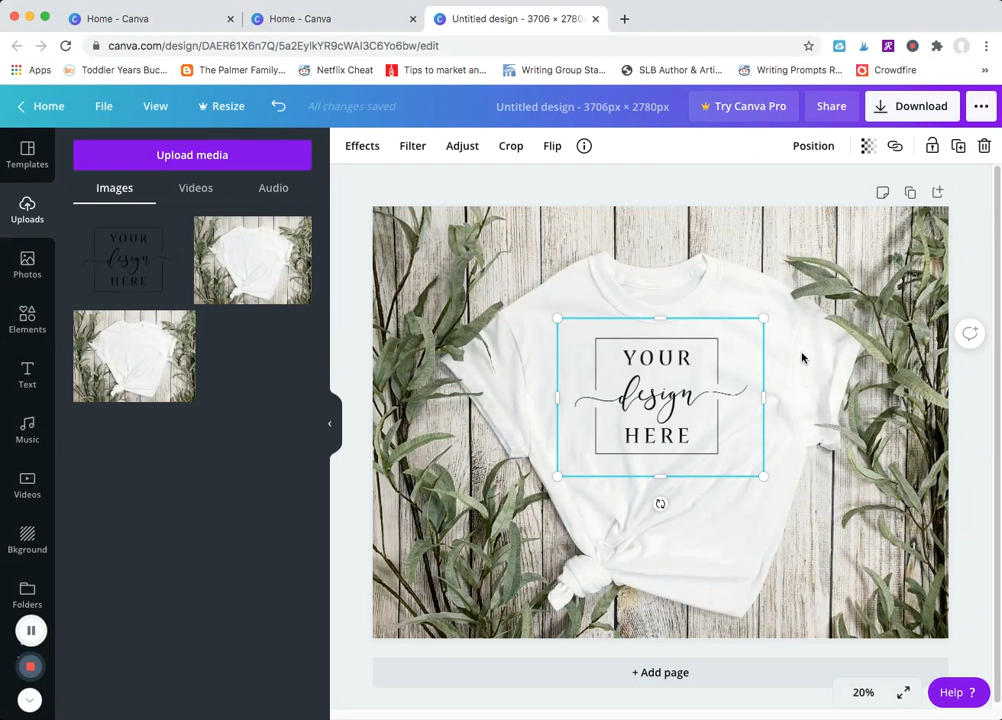 Home - Canva
Home - Canva
Untitled design - 3706 × 2780
canva.com/design/DAER61X6n7Q/5a2EylkYR9cWAl3C6Yo6bw/edit
Apps
Toddler Years Buc...
The Palmer Family...
Netflix Cheat
Tips to market an...
Writing Group Sta...
SLB Author & Arti...
Writing Prompts R...
Crowdfire
Home
File
View
Resize
All changes saved
Untitled design - 3706px × 2780px
Try Canva Pro
Share
Download
Effects
Filter
Adjust
Crop
Flip
Position
Templates
Uploads
Photos
Elements
Text
Music
Videos
Bkground
Folders
Upload media
Images
Videos
Audio
YOUR
design
HERE
YOUR
design
HERE
+ Add page
20%
Help ?